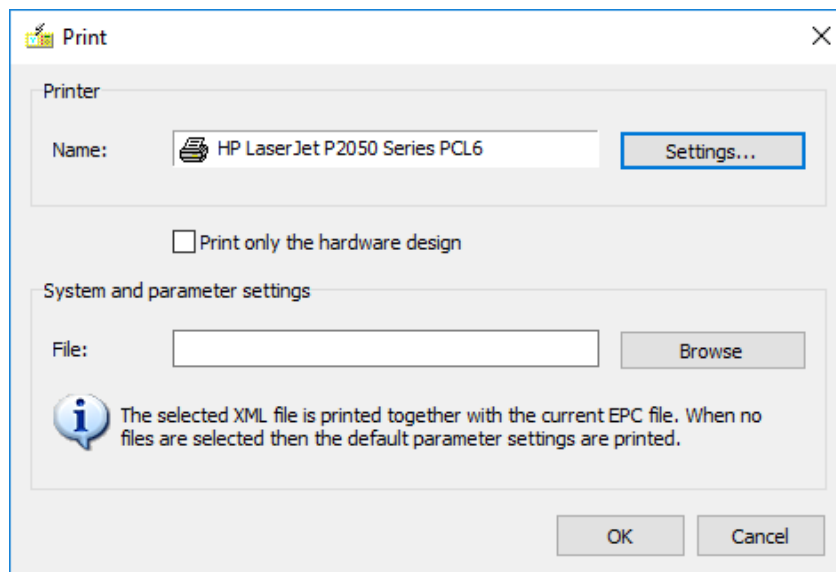 Print
Printer
Name:
HP LaserJet P2050 Series PCL6
Settings...
Print only the hardware design
System and parameter settings
File:
Browse
The selected XML file is printed together with the current EPC file. When no
files are selected then the default parameter settings are printed.
OK
Cancel